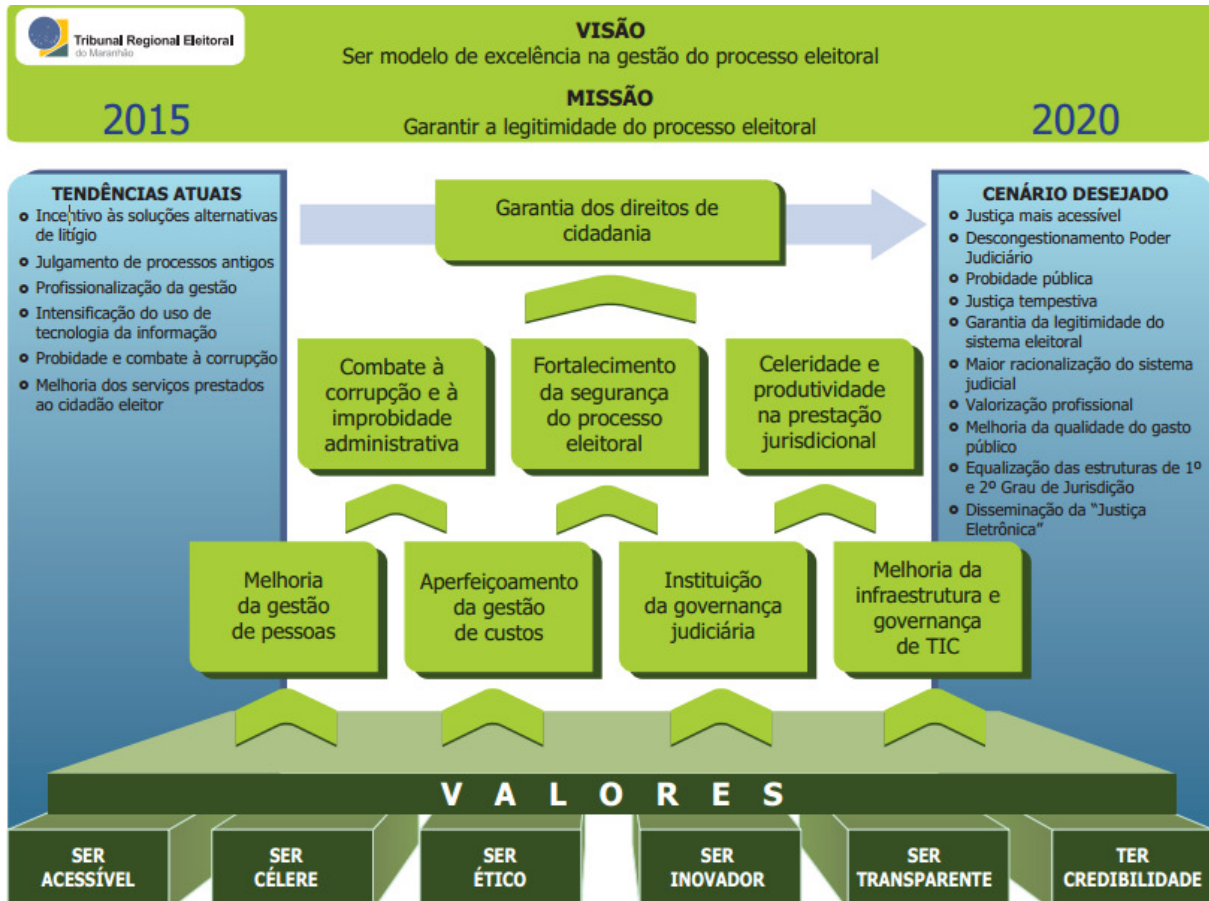 Tribunal Regional Eleitoral
do Maranhão
VISÃO
Ser modelo de excelência na gestão do processo eleitoral
MISSÃO
Garantir a legitimidade do processo eleitoral
2015
2020
TENDÊNCIAS ATUAIS
Incentivo às soluções alternativas
de litígio
Julgamento de processos antigos
Profissionalização da gestão
Intensificação do uso de
tecnologia da informação
Probidade e combate à corrupção
Melhoria dos serviços prestados
ao cidadão eleitor
Garantia dos direitos de
cidadania
CENÁRIO DESEJADO
Justiça mais acessível
Descongestionamento Poder
Judiciário
Probidade pública
Justiça tempestiva
Garantia da legitimidade do
sistema eleitoral
Maior racionalização do sistema
judicial
Valorização profissional
Melhoria da qualidade do gasto
público
Equalização das estruturas de 1º
e 2º Grau de Jurisdição
Disseminação da “Justiça
Eletrônica”
Combate à
corrupção e à
improbidade
administrativa
Fortalecimento
da segurança
do processo
eleitoral
Celeridade e
produtividade
na prestação
jurisdicional
Melhoria
da gestão
de pessoas
Aperfeiçoamento
da gestão
de custos
Instituição
da governança
judiciária
Melhoria da
infraestrutura e
governança
de TIC
VALORES
SER
ACESSÍVEL
SER
CÉLERE
SER
ÉTICO
SER
INOVADOR
SER
TRANSPARENTE
TER
CREDIBILIDADE